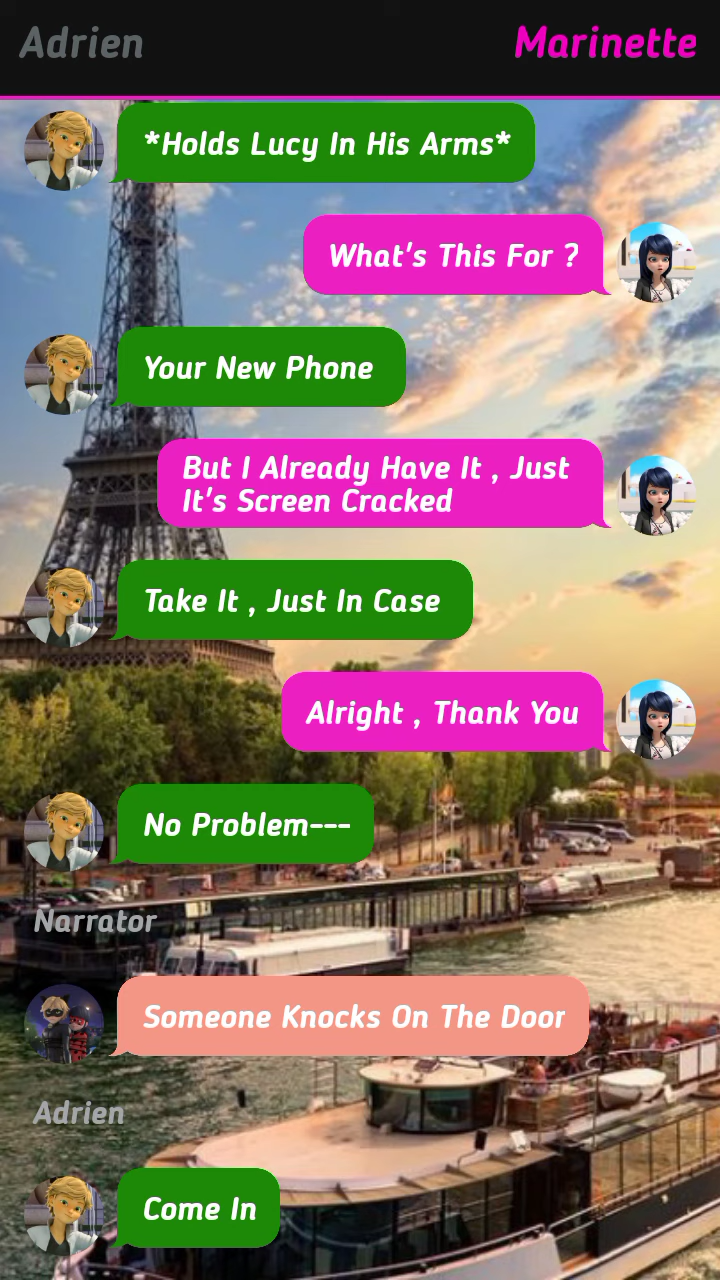 Adrien
Marinette
*Holds Lucy In His Arms*
What's This For ?
Your New Phone
But I Already Have It , Just
It's Screen Cracked
Take It , Just In Case
Alright , Thank You
No Problem---
Narrator
Someone Knocks On The Door
Adrien
Come In